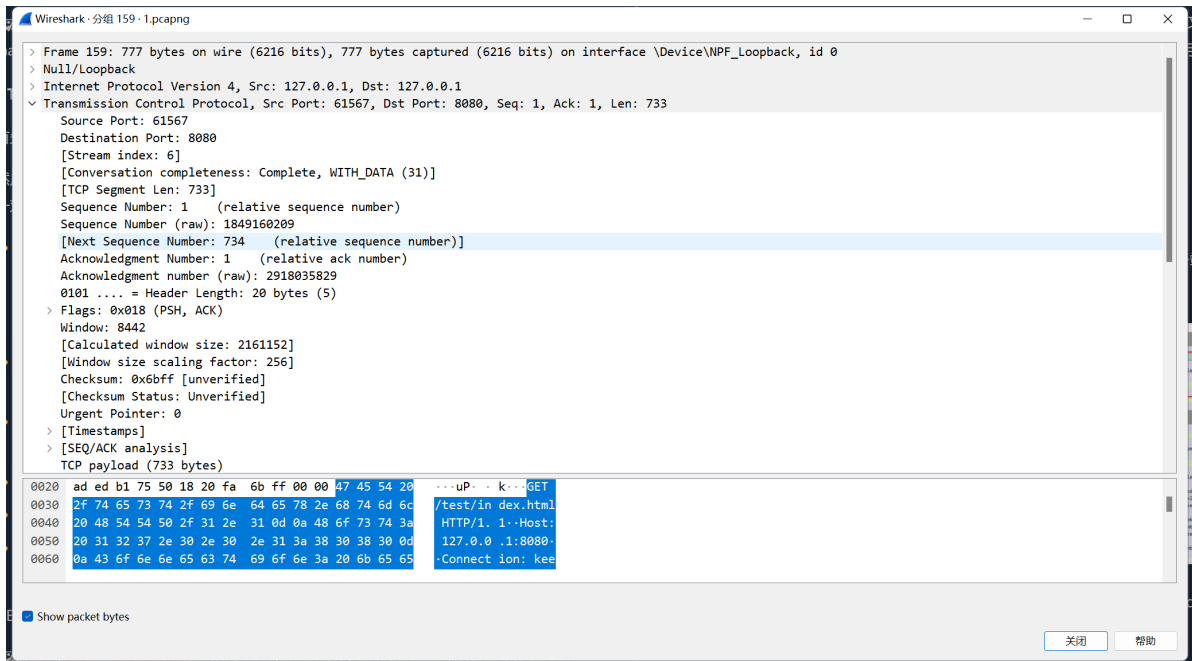 Wireshark · 分组 159 · 1.pcapng
Frame 159: 777 bytes on wire (6216 bits), 777 bytes captured (6216 bits) on interface \Device\NPF_Loopback, id 0
Null/Loopback
Internet Protocol Version 4, Src: 127.0.0.1, Dst: 127.0.0.1
Transmission Control Protocol, Src Port: 61567, Dst Port: 8080, Seq: 1, Ack: 1, Len: 733
Source Port: 61567
Destination Port: 8080
[Stream index: 6]
[Conversation completeness: Complete, WITH_DATA (31)]
[TCP Segment Len: 733]
Sequence Number: 1    (relative sequence number)
Sequence Number (raw): 1849160209
[Next Sequence Number: 734    (relative sequence number)]
Acknowledgment Number: 1    (relative ack number)
Acknowledgment number (raw): 2918035829
0101 .... = Header Length: 20 bytes (5)
Flags: 0x018 (PSH, ACK)
Window: 8442
[Calculated window size: 2161152]
[Window size scaling factor: 256]
Checksum: 0x6bff [unverified]
[Checksum Status: Unverified]
Urgent Pointer: 0
[Timestamps]
[SEQ/ACK analysis]
TCP payload (733 bytes)
0020 ad ed b1 75 50 18 20 fa 6b ff 00 00 47 45 54 20 ···uP· · k···GET
0030 2f 74 65 73 74 2f 69 6e 64 65 78 2e 68 74 6d 6c /test/in dex.html
0040 20 48 54 54 50 2f 31 2e 31 0d 0a 48 6f 73 74 3a HTTP/1. 1··Host:
0050 20 31 32 37 2e 30 2e 30 2e 31 3a 38 30 38 30 0d 127.0.0 .1:8080·
0060 0a 43 6f 6e 6e 65 63 74 69 6f 6e 3a 20 6b 65 65 ·Connect ion: kee
Show packet bytes
关闭 帮助